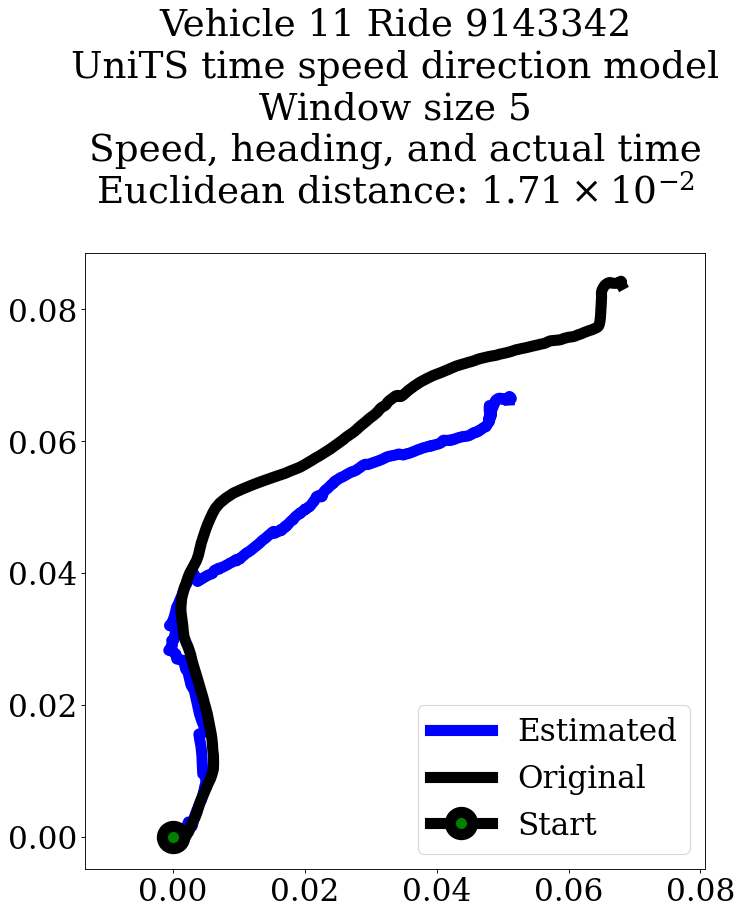 Vehicle 11 Ride 9143342
UniTS time speed direction model
Window size 5
Speed, heading, and actual time
Euclidean distance: 1.71 × 10⁻²
0.08
0.06
0.04
0.02
0.00
Estimated
Original
Start
0.00 0.02 0.04 0.06 0.08